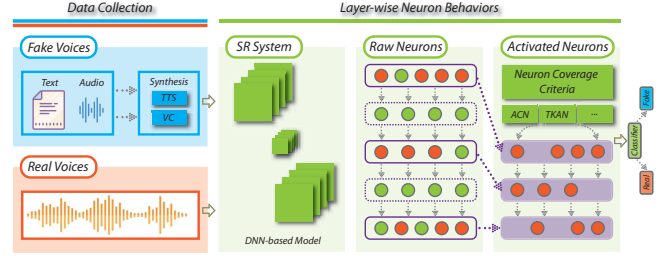 Data Collection
Layer-wise Neuron Behaviors
Fake Voices
SR System
Raw Neurons
Activated Neurons
Text
Audio
Synthesis
TTS
VC
Neuron Coverage
Criteria
ACN
TKAN
...
Fake
Classifier
Real
Real Voices
DNN-based Model